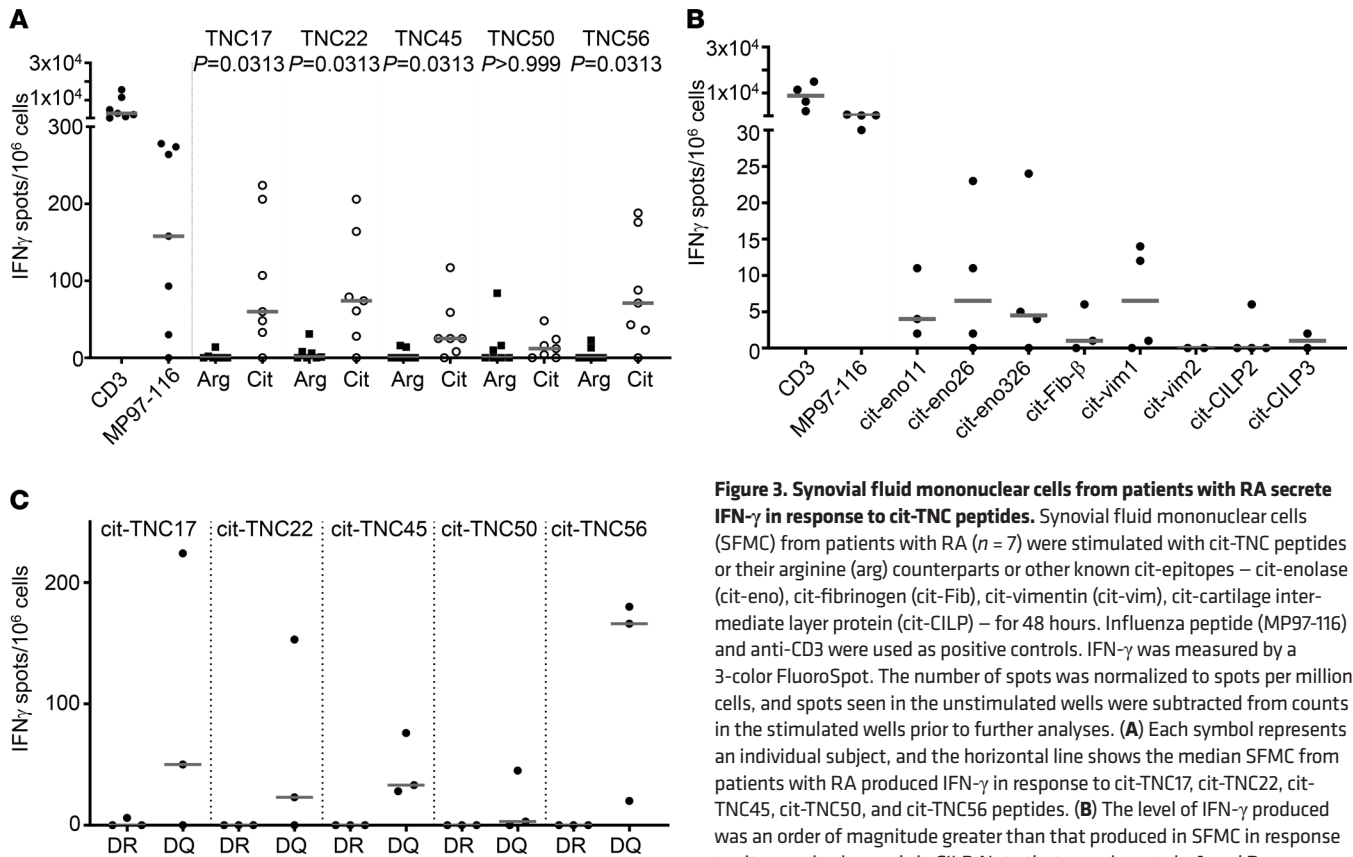 A
TNC17 TNC22 TNC45 TNC50 TNC56
P=0.0313 P=0.0313 P=0.0313 P>0.999 P=0.0313
3x10⁴
1x10⁴
300
200
100
0
IFNγ spots/10⁶ cells
CD3 MP97-116 Arg Cit Arg Cit Arg Cit Arg Cit Arg Cit
B
3x10⁴
1x10⁴
30
25
20
15
10
5
0
IFNγ spots/10⁶ cells
CD3 MP97-116 cit-eno11 cit-eno26 cit-eno326 cit-Fib-β cit-vim1 cit-vim2 cit-CILP2 cit-CILP3
C
cit-TNC17 cit-TNC22 cit-TNC45 cit-TNC50 cit-TNC56
200
100
0
IFNγ spots/10⁶ cells
DR DQ DR DQ DR DQ DR DQ DR DQ
Figure 3. Synovial fluid mononuclear cells from patients with RA secrete
IFN-γ in response to cit-TNC peptides. Synovial fluid mononuclear cells
(SFMC) from patients with RA (n = 7) were stimulated with cit-TNC peptides
or their arginine (arg) counterparts or other known cit-epitopes – cit-enolase
(cit-eno), cit-fibrinogen (cit-Fib), cit-vimentin (cit-vim), cit-cartilage inter-
mediate layer protein (cit-CILP) – for 48 hours. Influenza peptide (MP97-116)
and anti-CD3 were used as positive controls. IFN-γ was measured by a
3-color FluoroSpot. The number of spots was normalized to spots per million
cells, and spots seen in the unstimulated wells were subtracted from counts
in the stimulated wells prior to further analyses. (A) Each symbol represents
an individual subject, and the horizontal line shows the median SFMC from
patients with RA produced IFN-γ in response to cit-TNC17, cit-TNC22, cit-
TNC45, cit-TNC50, and cit-TNC56 peptides. (B) The level of IFN-γ produced
was an order of magnitude greater than that produced in SFMC in response